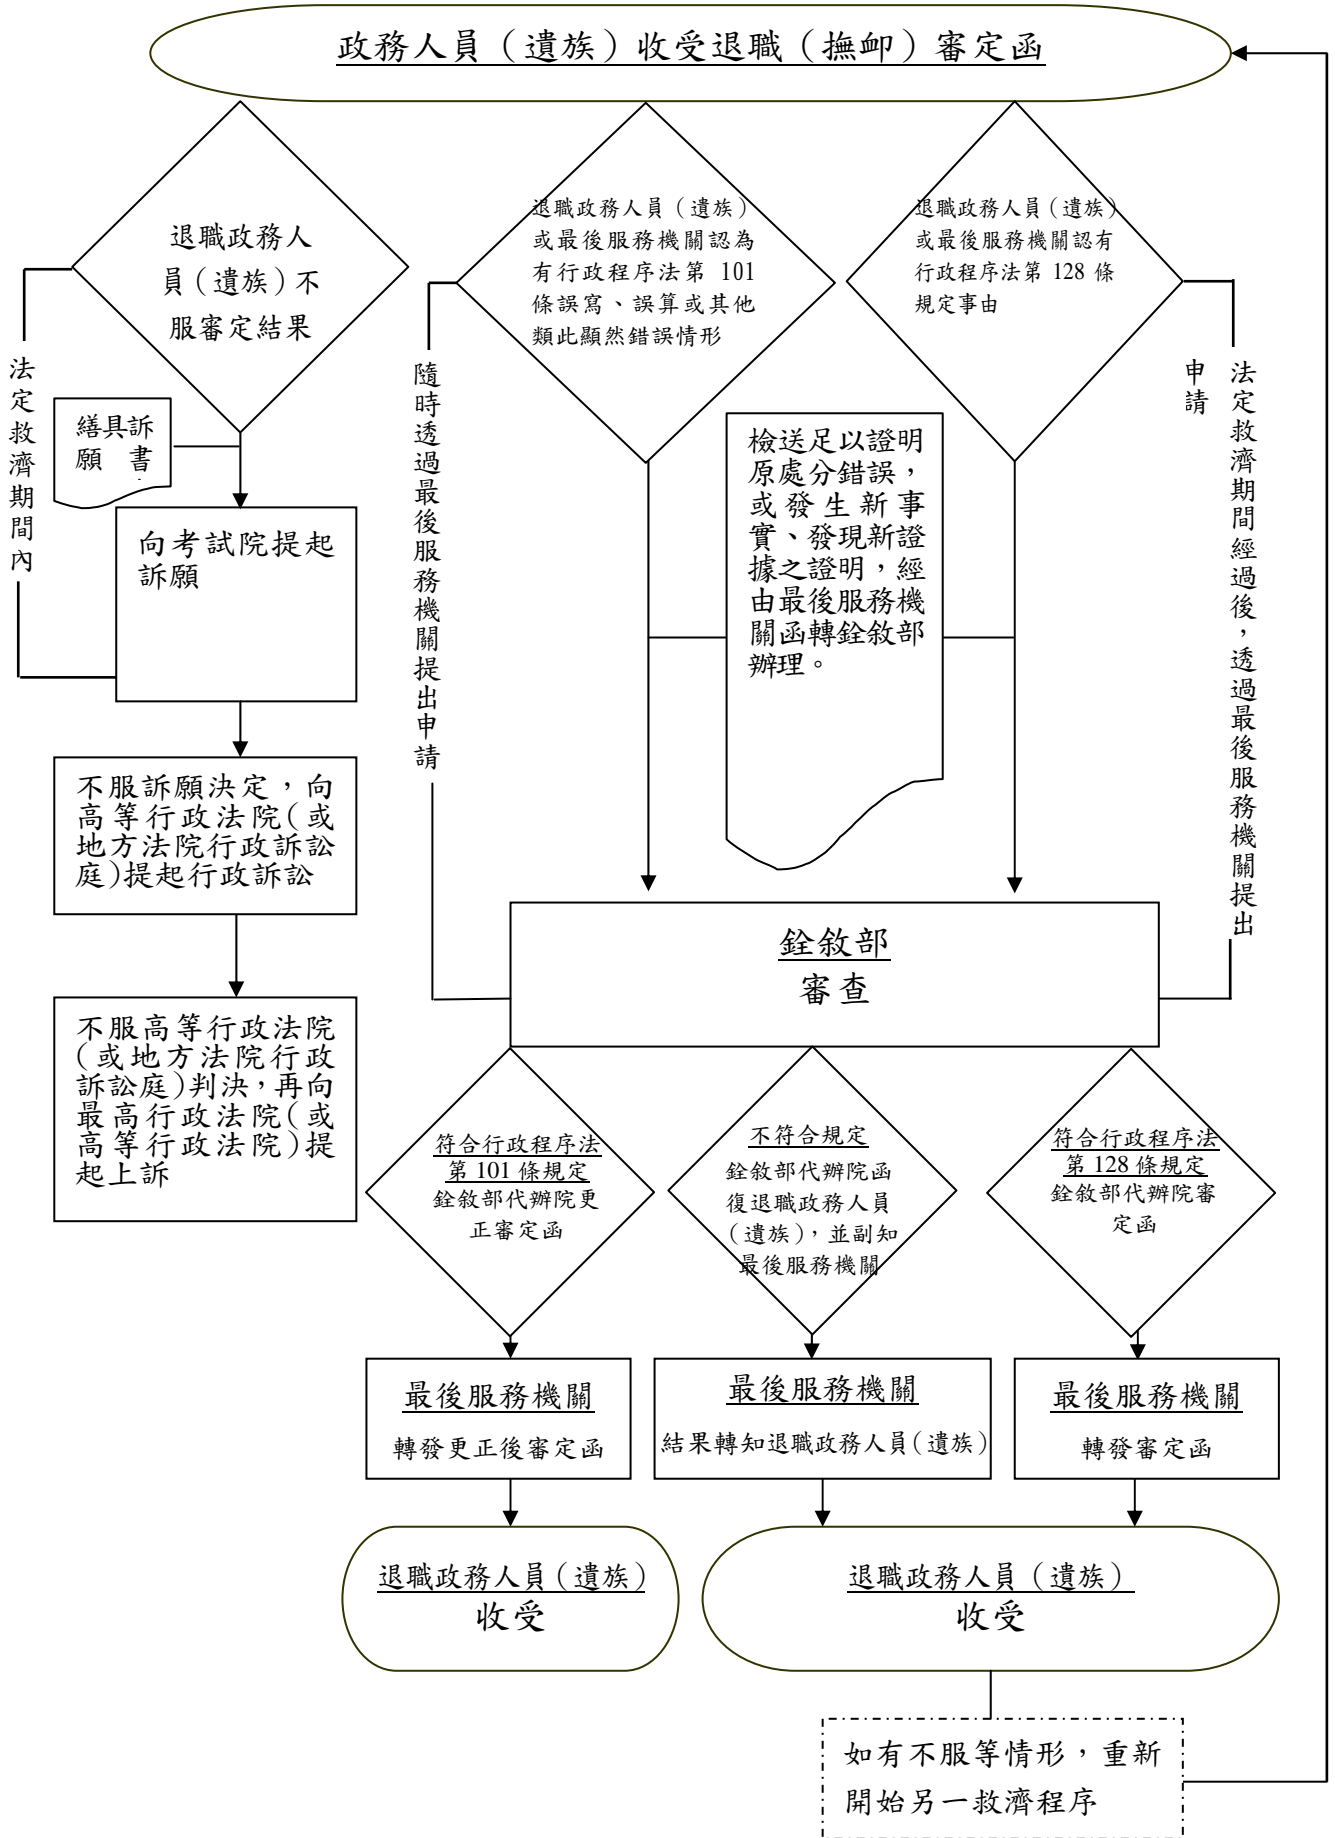 政務人員（遺族）收受退職（撫卹）審定函
退職政務人
員（遺族）不
服審定結果
退職政務人員（遺族）
或最後服務機關認為
有行政程序法第 101
條誤寫、誤算或其他
類此顯然錯誤情形
退職政務人員（遺族）
或最後服務機關認有
行政程序法第 128 條
規定事由
法定救濟期間內
繕具訴
願　書
向考試院提起
訴願
隨時透過最後服務機關提出申請
檢送足以證明
原處分錯誤，
或發生新事
實、發現新證
據之證明，經
由最後服務機
關函轉銓敘部
辦理。
法定救濟期間經過後，透過最後服務機關提出
申請
不服訴願決定，向
高等行政法院（或
地方法院行政訴訟
庭）提起行政訴訟
銓敘部
審查
不服高等行政法院
（或地方法院行政
訴訟庭）判決，再向
最高行政法院（或
高等行政法院）提
起上訴
符合行政程序法
第 101 條規定
銓敘部代辦院更
正審定函
不符合規定
銓敘部代辦院函
復退職政務人員
（遺族），並副知
最後服務機關
符合行政程序法
第 128 條規定
銓敘部代辦院審
定函
最後服務機關
轉發更正後審定函
最後服務機關
結果轉知退職政務人員（遺族）
最後服務機關
轉發審定函
退職政務人員（遺族）
收受
退職政務人員（遺族）
收受
如有不服等情形，重新
開始另一救濟程序